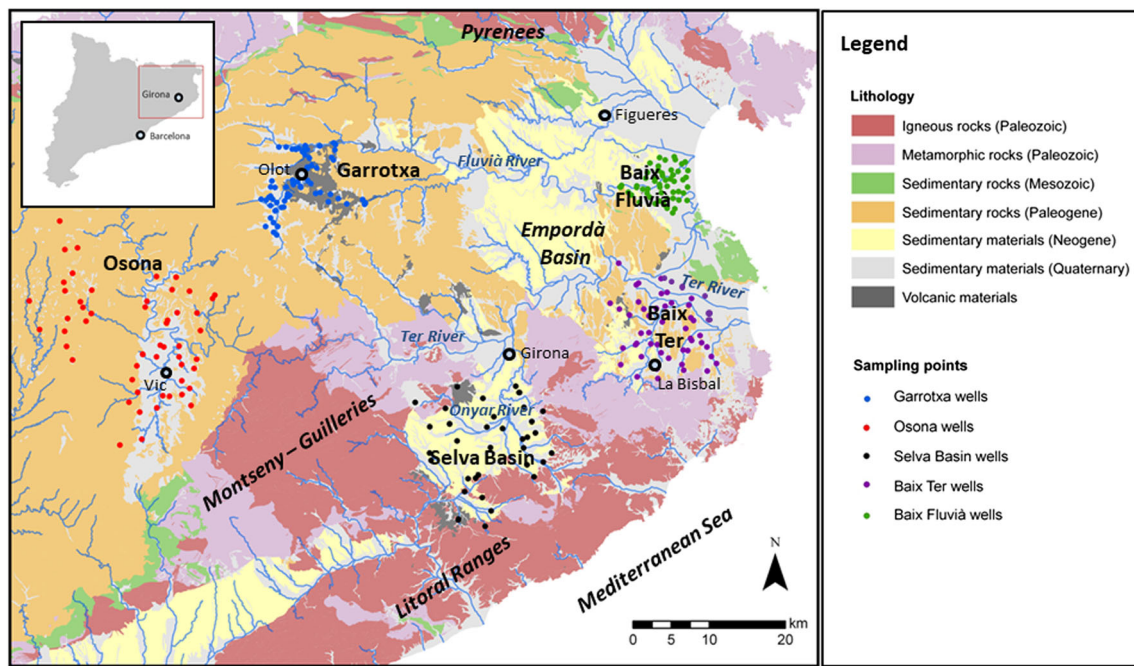 Pyrenees
Girona
Barcelona
Figueres
Olot
Garrotxa
Fluvià River
Baix
Fluvià
Empordà
Basin
Osona
Ter River
Baix
Ter
Ter River
Girona
Vic
La Bisbal
Onyar River
Montseny – Guilleries
Selva Basin
Litoral Ranges
Mediterranean Sea
N
km
0 5 10 20
Legend
Lithology
Igneous rocks (Paleozoic)
Metamorphic rocks (Paleozoic)
Sedimentary rocks (Mesozoic)
Sedimentary rocks (Paleogene)
Sedimentary materials (Neogene)
Sedimentary materials (Quaternary)
Volcanic materials
Sampling points
Garrotxa wells
Osona wells
Selva Basin wells
Baix Ter wells
Baix Fluvià wells